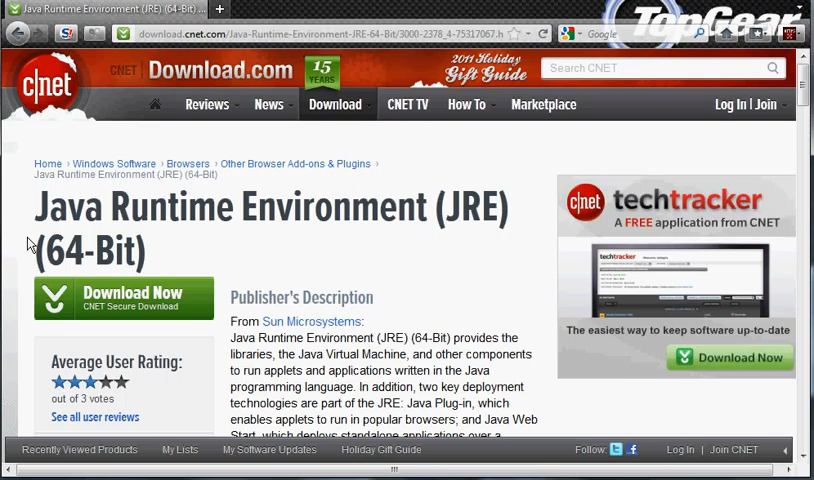 Java Runtime Environment (JRE) (64-Bit) ...
TopGear
download.cnet.com/Java-Runtime-Environment-JRE-64-Bit/3000-2378_4-75317067.h
Google
c|net
CNET Download.com
15
YEARS
2011 Holiday
Gift Guide
Search CNET
Reviews News Download CNET TV How To Marketplace Log In | Join
Home › Windows Software › Browsers › Other Browser Add-ons & Plugins ›
Java Runtime Environment (JRE) (64-Bit)
Java Runtime Environment (JRE)
(64-Bit)
Download Now
CNET Secure Download
Average User Rating:
out of 3 votes
See all user reviews
Publisher's Description
From Sun Microsystems:
Java Runtime Environment (JRE) (64-Bit) provides the
libraries, the Java Virtual Machine, and other components
to run applets and applications written in the Java
programming language. In addition, two key deployment
technologies are part of the JRE: Java Plug-in, which
enables applets to run in popular browsers; and Java Web
Start, which deploys standalone applications over a
c|net techtracker
A FREE application from CNET
techtracker
The easiest way to keep software up-to-date
Download Now
Recently Viewed Products My Lists My Software Updates Holiday Gift Guide Follow: Log In | Join CNET